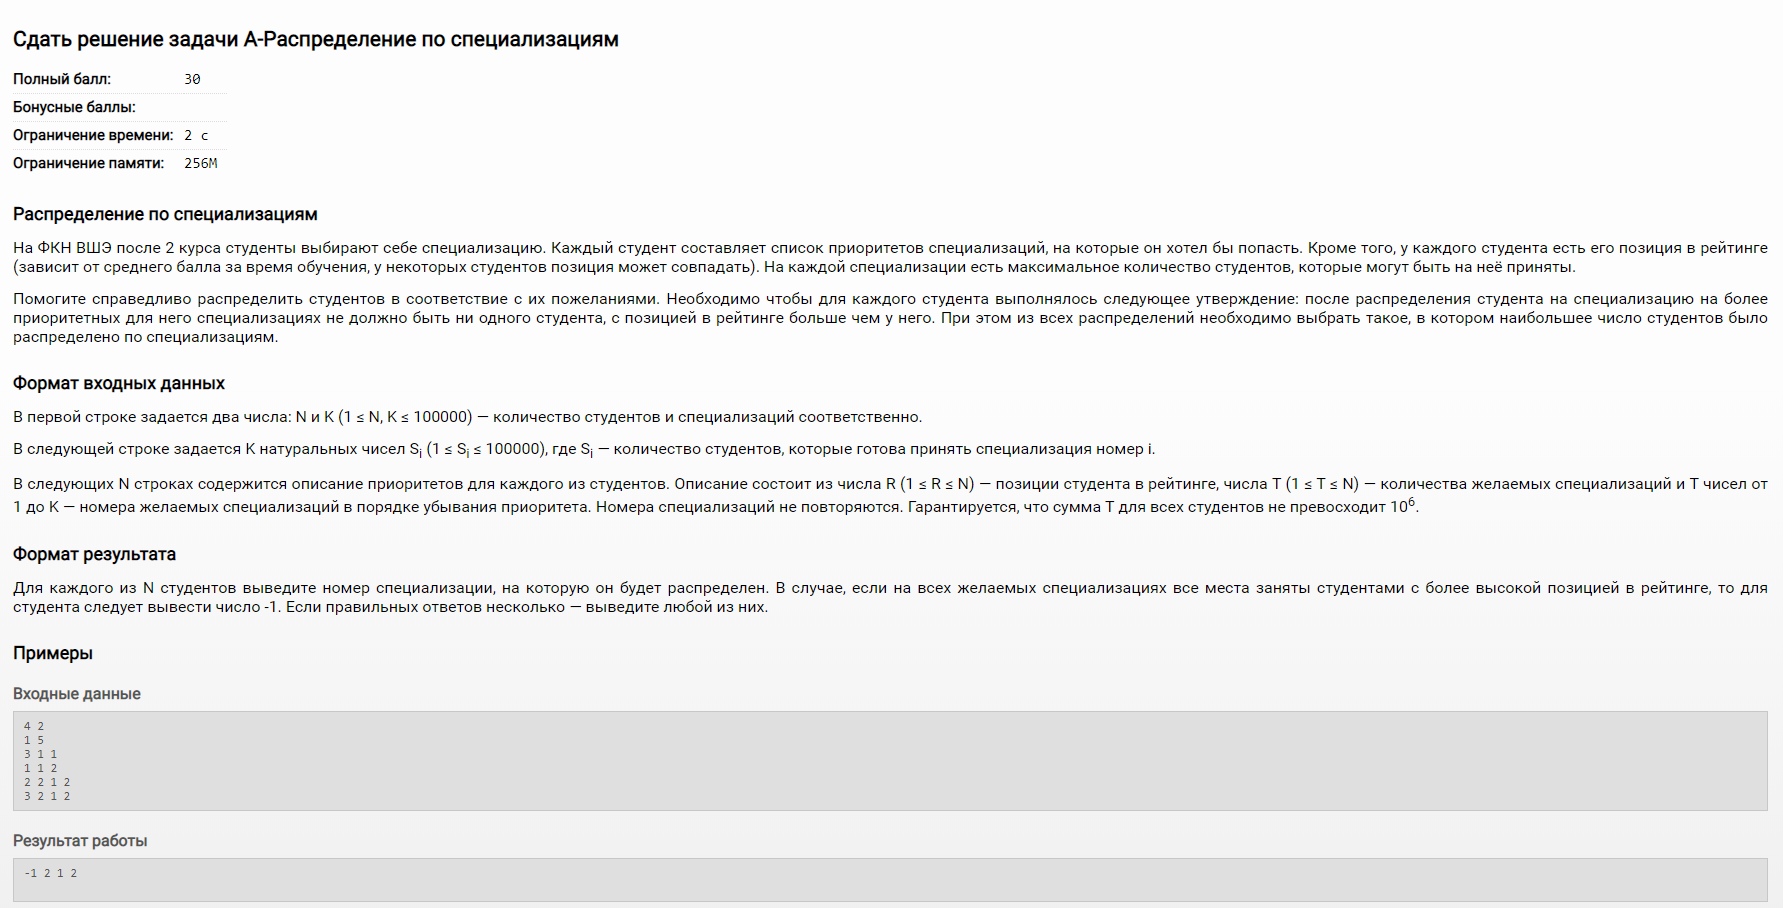 Сдать решение задачи A-Распределение по специализациям
Полный балл: 30
Бонусные баллы:
Ограничение времени: 2 с
Ограничение памяти: 256M
Распределение по специализациям
На ФКН ВШЭ после 2 курса студенты выбирают себе специализацию. Каждый студент составляет список приоритетов специализаций, на которые он хотел бы попасть. Кроме того, у каждого студента есть его позиция в рейтинге
(зависит от среднего балла за время обучения, у некоторых студентов позиция может совпадать). На каждой специализации есть максимальное количество студентов, которые могут быть на неё приняты.
Помогите справедливо распределить студентов в соответствие с их пожеланиями. Необходимо чтобы для каждого студента выполнялось следующее утверждение: после распределения студента на специализацию на более
приоритетных для него специализациях не должно быть ни одного студента, с позицией в рейтинге больше чем у него. При этом из всех распределений необходимо выбрать такое, в котором наибольшее число студентов было
распределено по специализациям.
Формат входных данных
В первой строке задается два числа: N и K (1 ≤ N, K ≤ 100000) — количество студентов и специализаций соответственно.
В следующей строке задается K натуральных чисел Si (1 ≤ Si ≤ 100000), где Si — количество студентов, которые готова принять специализация номер i.
В следующих N строках содержится описание приоритетов для каждого из студентов. Описание состоит из числа R (1 ≤ R ≤ N) — позиции студента в рейтинге, числа T (1 ≤ T ≤ N) — количества желаемых специализаций и T чисел от
1 до K — номера желаемых специализаций в порядке убывания приоритета. Номера специализаций не повторяются. Гарантируется, что сумма T для всех студентов не превосходит 10^6.
Формат результата
Для каждого из N студентов выведите номер специализации, на которую он будет распределен. В случае, если на всех желаемых специализациях все места заняты студентами с более высокой позицией в рейтинге, то для
студента следует вывести число -1. Если правильных ответов несколько — выведите любой из них.
Примеры
Входные данные
4 2
1 5
3 1 1
1 1 2
2 2 1 2
3 2 1 2
Результат работы
-1 2 1 2